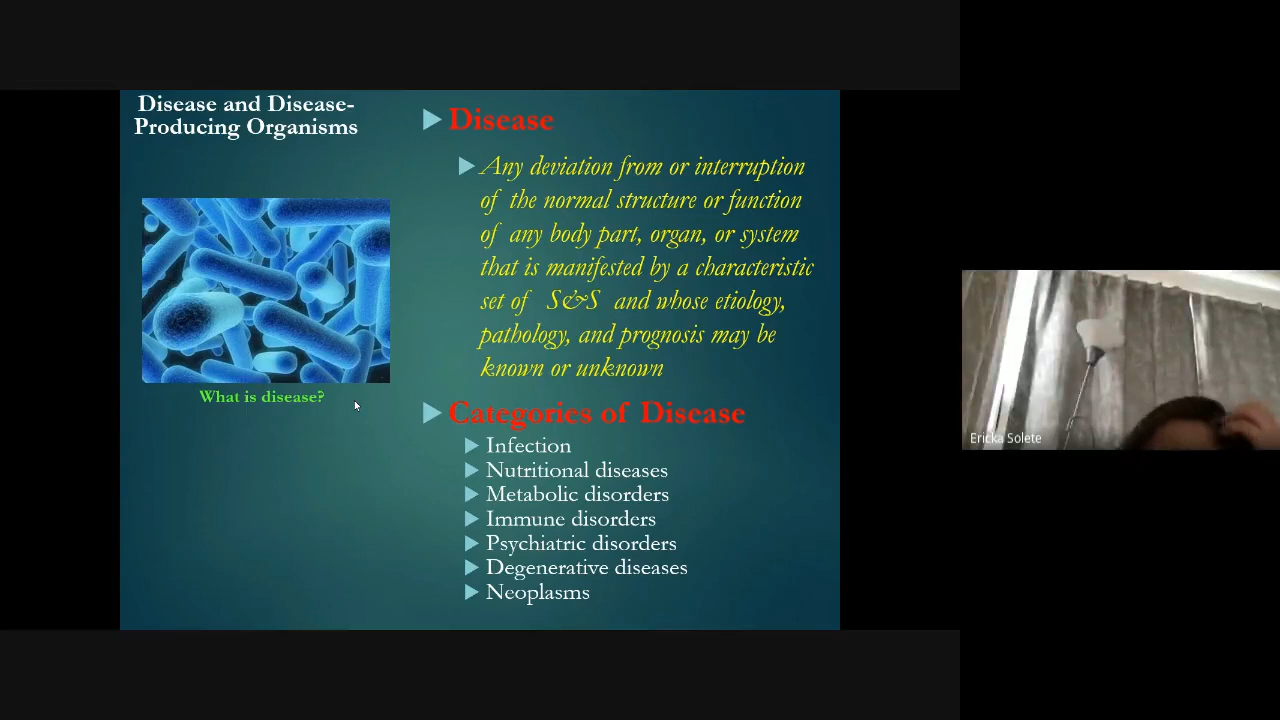 Disease and Disease-
Producing Organisms
What is disease?
Disease
Any deviation from or interruption
of the normal structure or function
of any body part, organ, or system
that is manifested by a characteristic
set of S&S and whose etiology,
pathology, and prognosis may be
known or unknown
Categories of Disease
Infection
Nutritional diseases
Metabolic disorders
Immune disorders
Psychiatric disorders
Degenerative diseases
Neoplasms
Ericka Solete